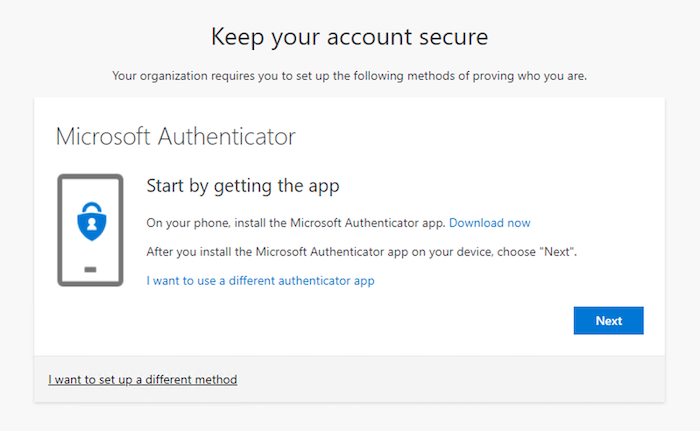 Keep your account secure
Your organization requires you to set up the following methods of proving who you are.
Microsoft Authenticator
Start by getting the app
On your phone, install the Microsoft Authenticator app. Download now
After you install the Microsoft Authenticator app on your device, choose "Next".
I want to use a different authenticator app
Next
I want to set up a different method